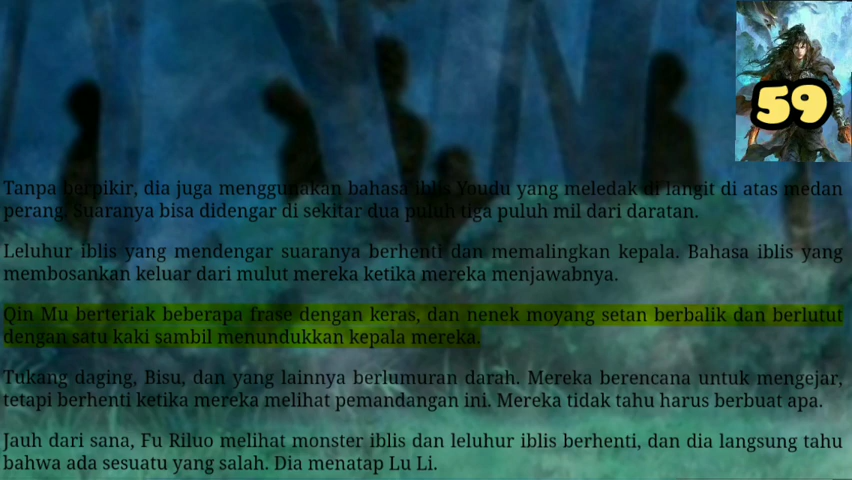 59
Tanpa berpikir, dia juga menggunakan bahasa iblis Youdu yang meledak di langit di atas medan
perang. Suaranya bisa didengar di sekitar dua puluh tiga puluh mil dari daratan.
Leluhur iblis yang mendengar suaranya berhenti dan memalingkan kepala. Bahasa iblis yang
membosankan keluar dari mulut mereka ketika mereka menjawabnya.
Qin Mu berteriak beberapa frase dengan keras, dan nenek moyang setan berbalik dan berlutut
dengan satu kaki sambil menundukkan kepala mereka.
Tukang daging, Bisu, dan yang lainnya berlumuran darah. Mereka berencana untuk mengejar,
tetapi berhenti ketika mereka melihat pemandangan ini. Mereka tidak tahu harus berbuat apa.
Jauh dari sana, Fu Riluo melihat monster iblis dan leluhur iblis berhenti, dan dia langsung tahu
bahwa ada sesuatu yang salah. Dia menatap Lu Li.